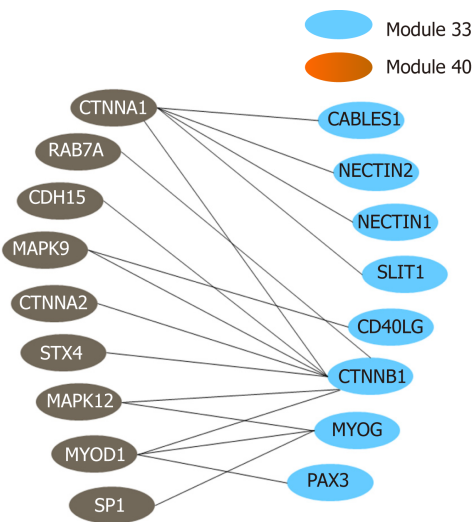 Module 33
Module 40
CTNNA1
CABLES1
RAB7A
NECTIN2
CDH15
NECTIN1
MAPK9
SLIT1
CTNNA2
CD40LG
STX4
CTNNB1
MAPK12
MYOG
MYOD1
PAX3
SP1